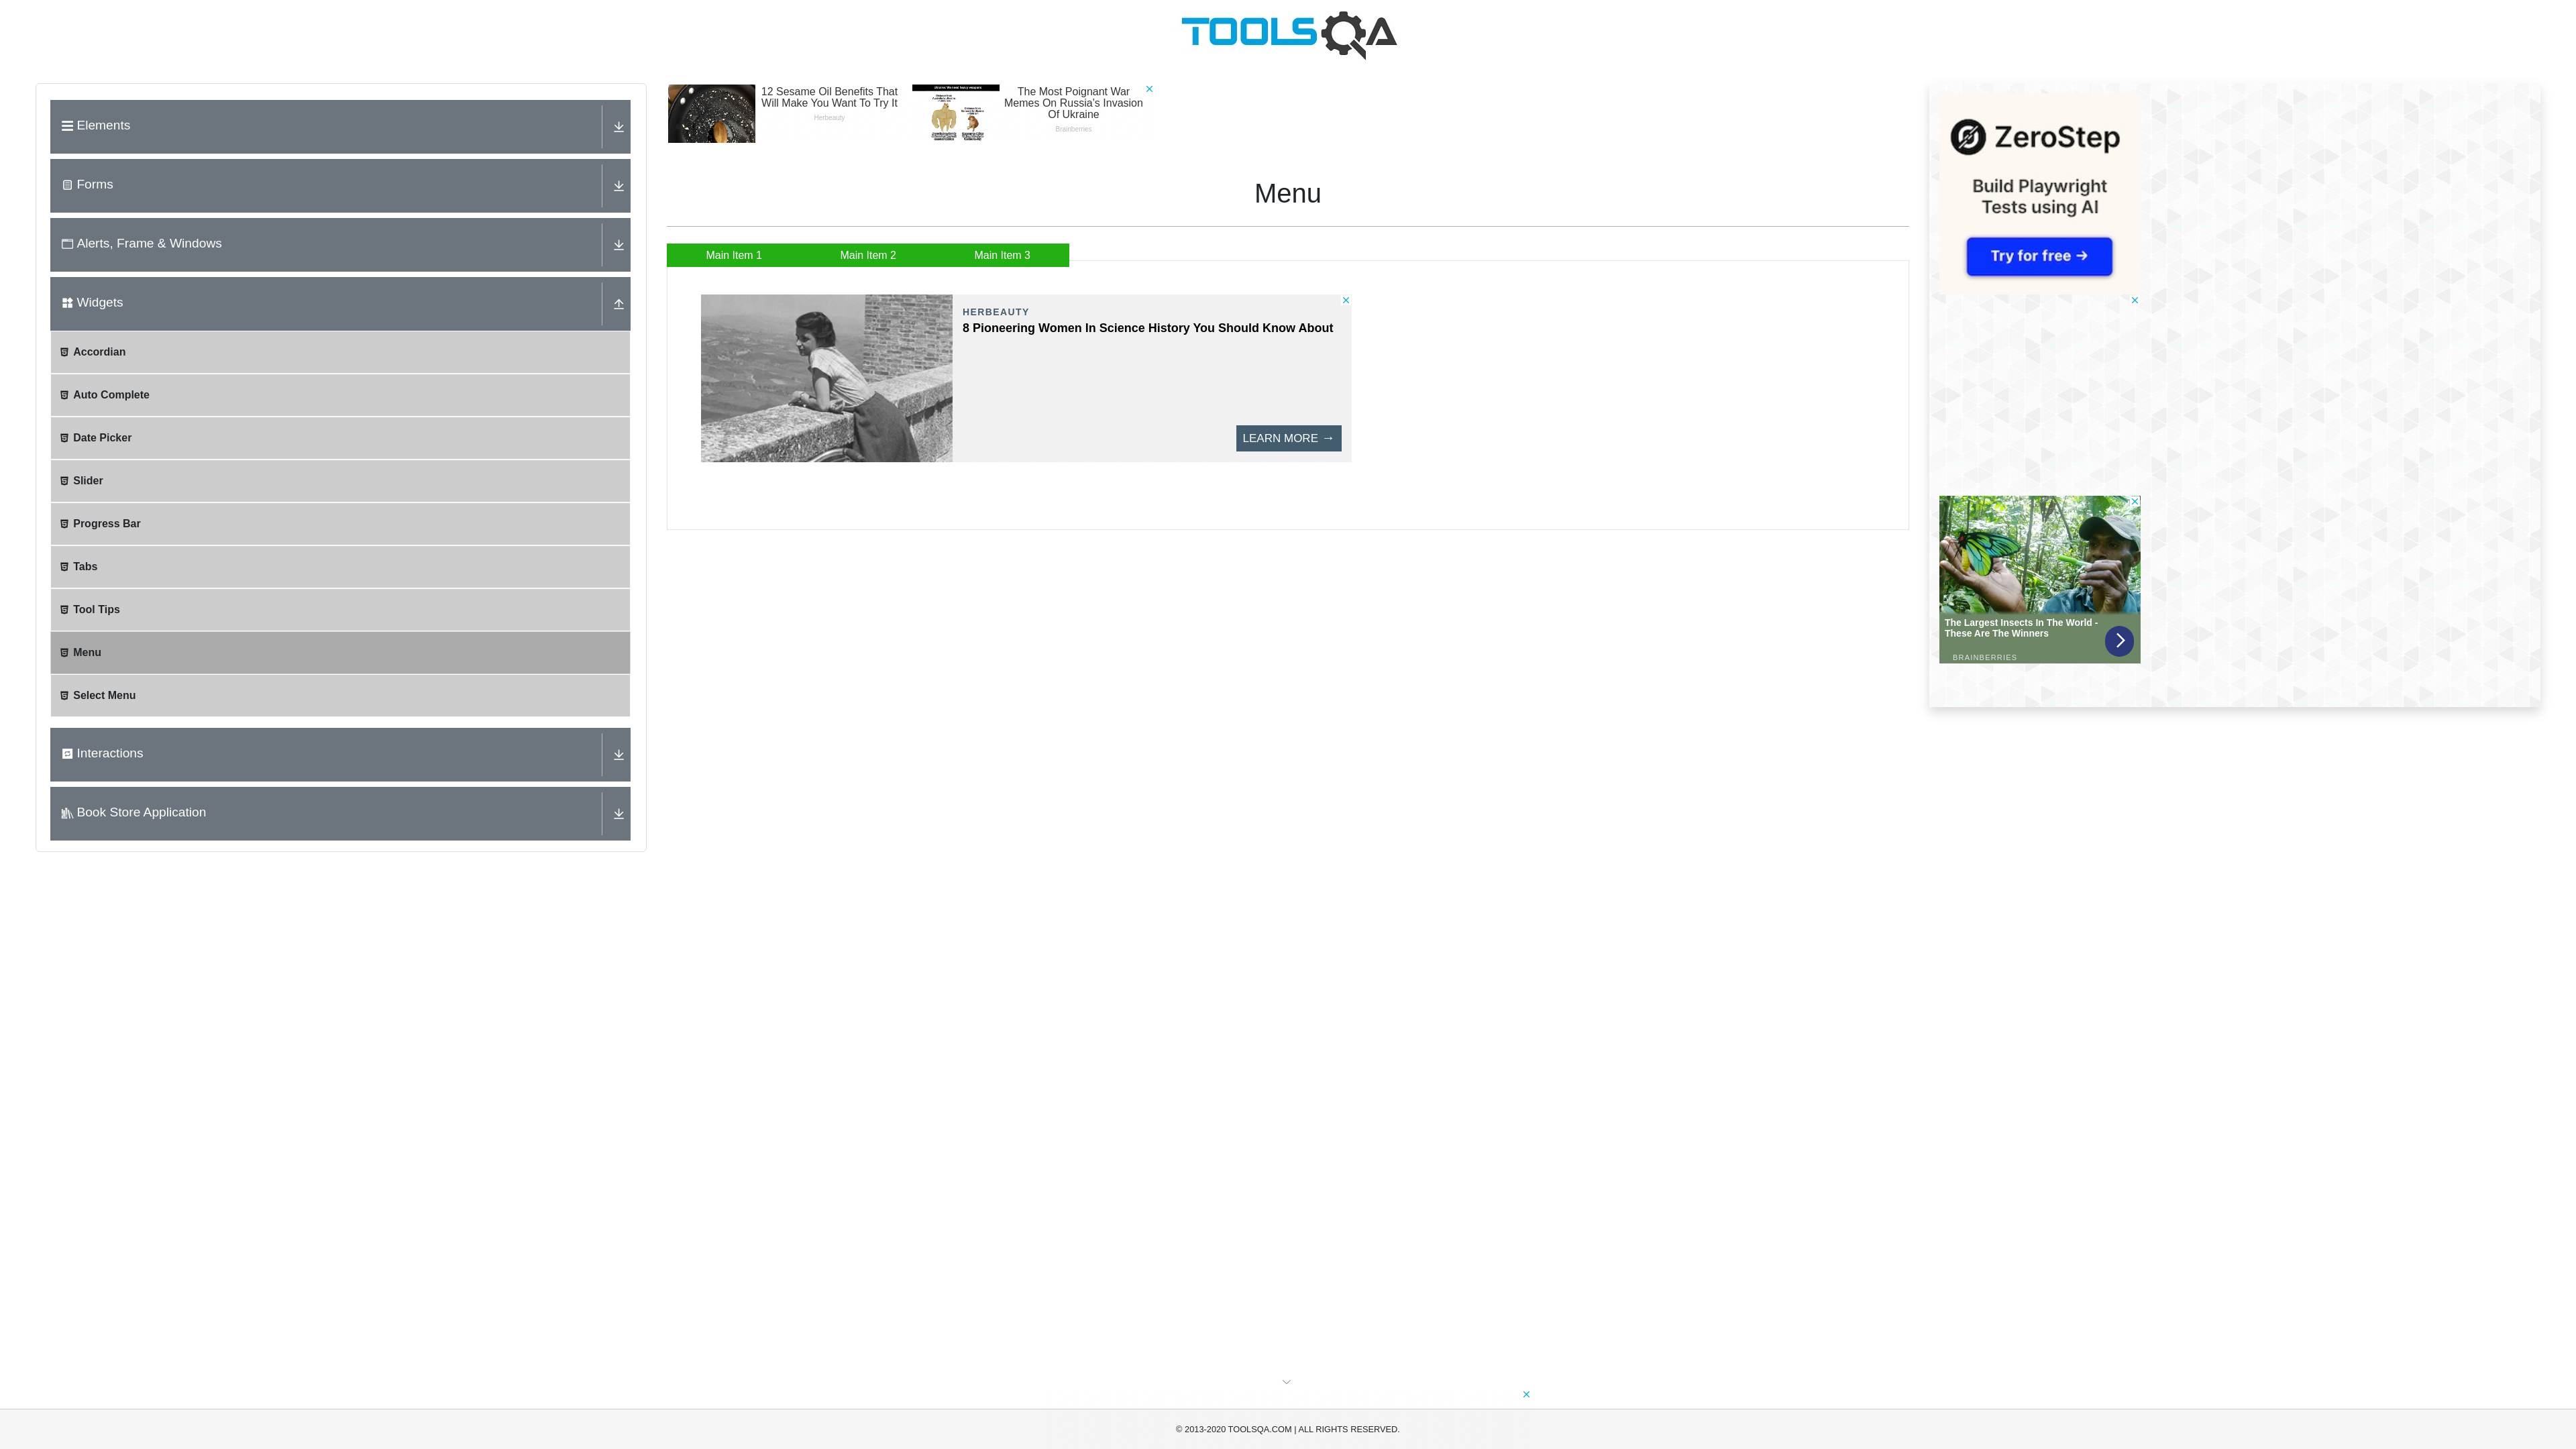 TOOLSQA
Elements
Forms
Alerts, Frame & Windows
Widgets
Accordian
Auto Complete
Date Picker
Slider
Progress Bar
Tabs
Tool Tips
Menu
Select Menu
Interactions
Book Store Application
12 Sesame Oil Benefits That
Will Make You Want To Try It
Herbeauty
The Most Poignant War
Memes On Russia's Invasion
Of Ukraine
Brainberries
Menu
Main Item 1
Main Item 2
Main Item 3
HERBEAUTY
8 Pioneering Women In Science History You Should Know About
LEARN MORE →
ZeroStep
Build Playwright
Tests using AI
Try for free →
The Largest Insects In The World -
These Are The Winners
BRAINBERRIES
© 2013-2020 TOOLSQA.COM | ALL RIGHTS RESERVED.